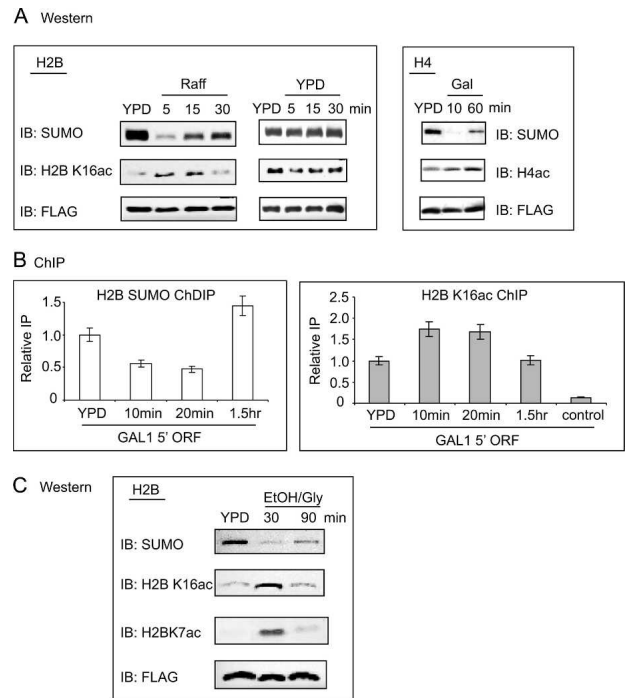 A Western
H2B
Raff
YPD
YPD 5 15 30
YPD 5 15 30 min
IB: SUMO
IB: H2B K16ac
IB: FLAG
H4
Gal
YPD 10 60 min
IB: SUMO
IB: H4ac
IB: FLAG
B ChIP
H2B SUMO ChDIP
Relative IP
1.5
1.0
0.5
0
YPD 10min 20min 1.5hr
GAL1 5' ORF
H2B K16ac ChIP
Relative IP
2.5
2.0
1.5
1.0
0.5
0
YPD 10min 20min 1.5hr control
GAL1 5' ORF
C Western
H2B
EtOH/Gly
YPD 30 90 min
IB: SUMO
IB: H2B K16ac
IB: H2BK7ac
IB: FLAG